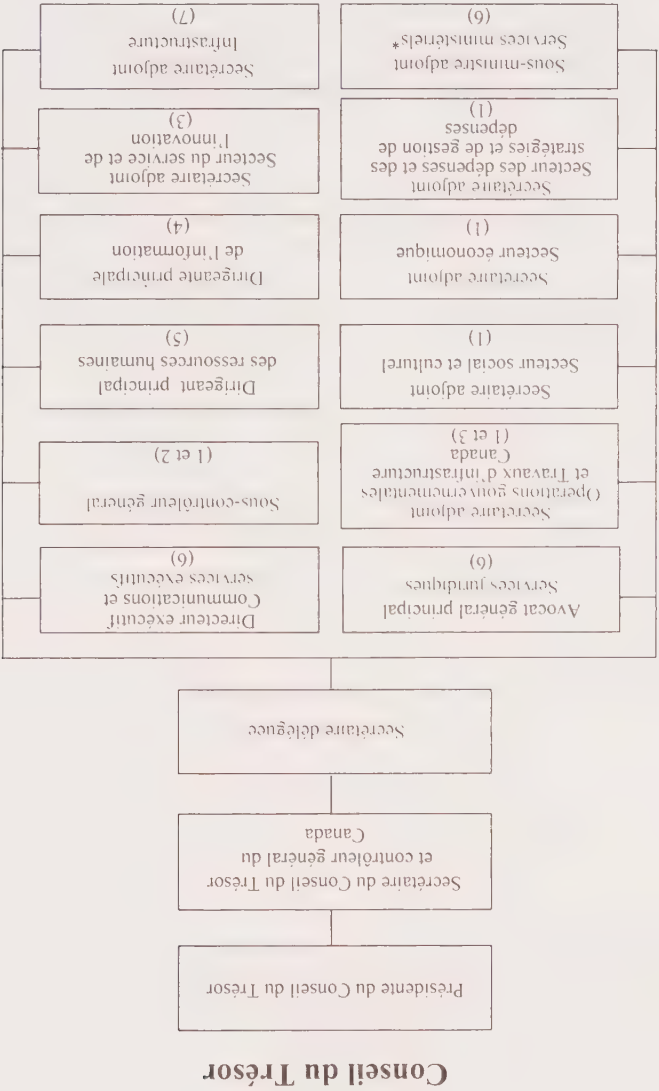 Conseil du Trésor
Présidente du Conseil du Trésor
Secrétaire du Conseil du Trésor
et contrôleur général du
Canada
Secrétaire déléguee
Avocat général principal
Services juridiques
(6)
Directeur exécutif
Communications et
services exécutifs
(6)
Secrétaire adjoint
Opérations gouvernementales
et Travaux d'infrastructure
Canada
(1 et 3)
Sous-contrôleur général
(1 et 2)
Secrétaire adjoint
Secteur social et culturel
(1)
Dirigeant principal
des ressources humaines
(5)
Secrétaire adjoint
Secteur économique
(1)
Dirigeante principale
de l'information
(4)
Secrétaire adjoint
Secteur des dépenses et des
stratégies et de gestion de
dépenses
(1)
Secrétaire adjoint
Secteur du service et de
l'innovation
(3)
Sous-ministre adjoint
Services ministériels*
(6)
Secrétaire adjoint
Infrastructure
(7)